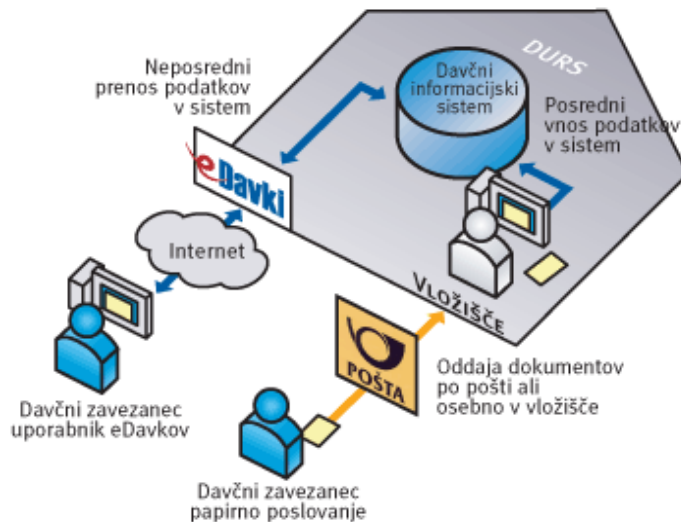 DURS
Neposredni
prenos podatkov
v sistem
Davčni
informacijski
sistem
Posredni
vnos podatkov
v sistem
eDavki
Internet
VLOŽIŠČE
POŠTA
Oddaja dokumentov
po pošti ali
osebno v vložišče
Davčni zavezanec
uporabnik eDavkov
Davčni zavezanec
papirno poslovanje